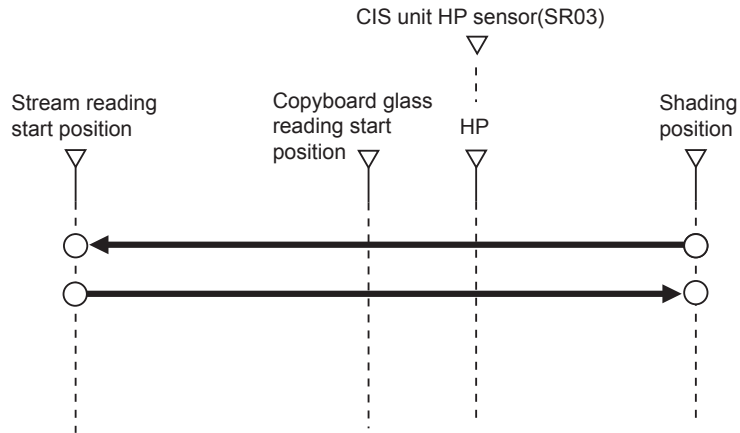 CIS unit HP sensor(SR03)
Stream reading
start position
Copyboard glass
reading start
position
HP
Shading
position